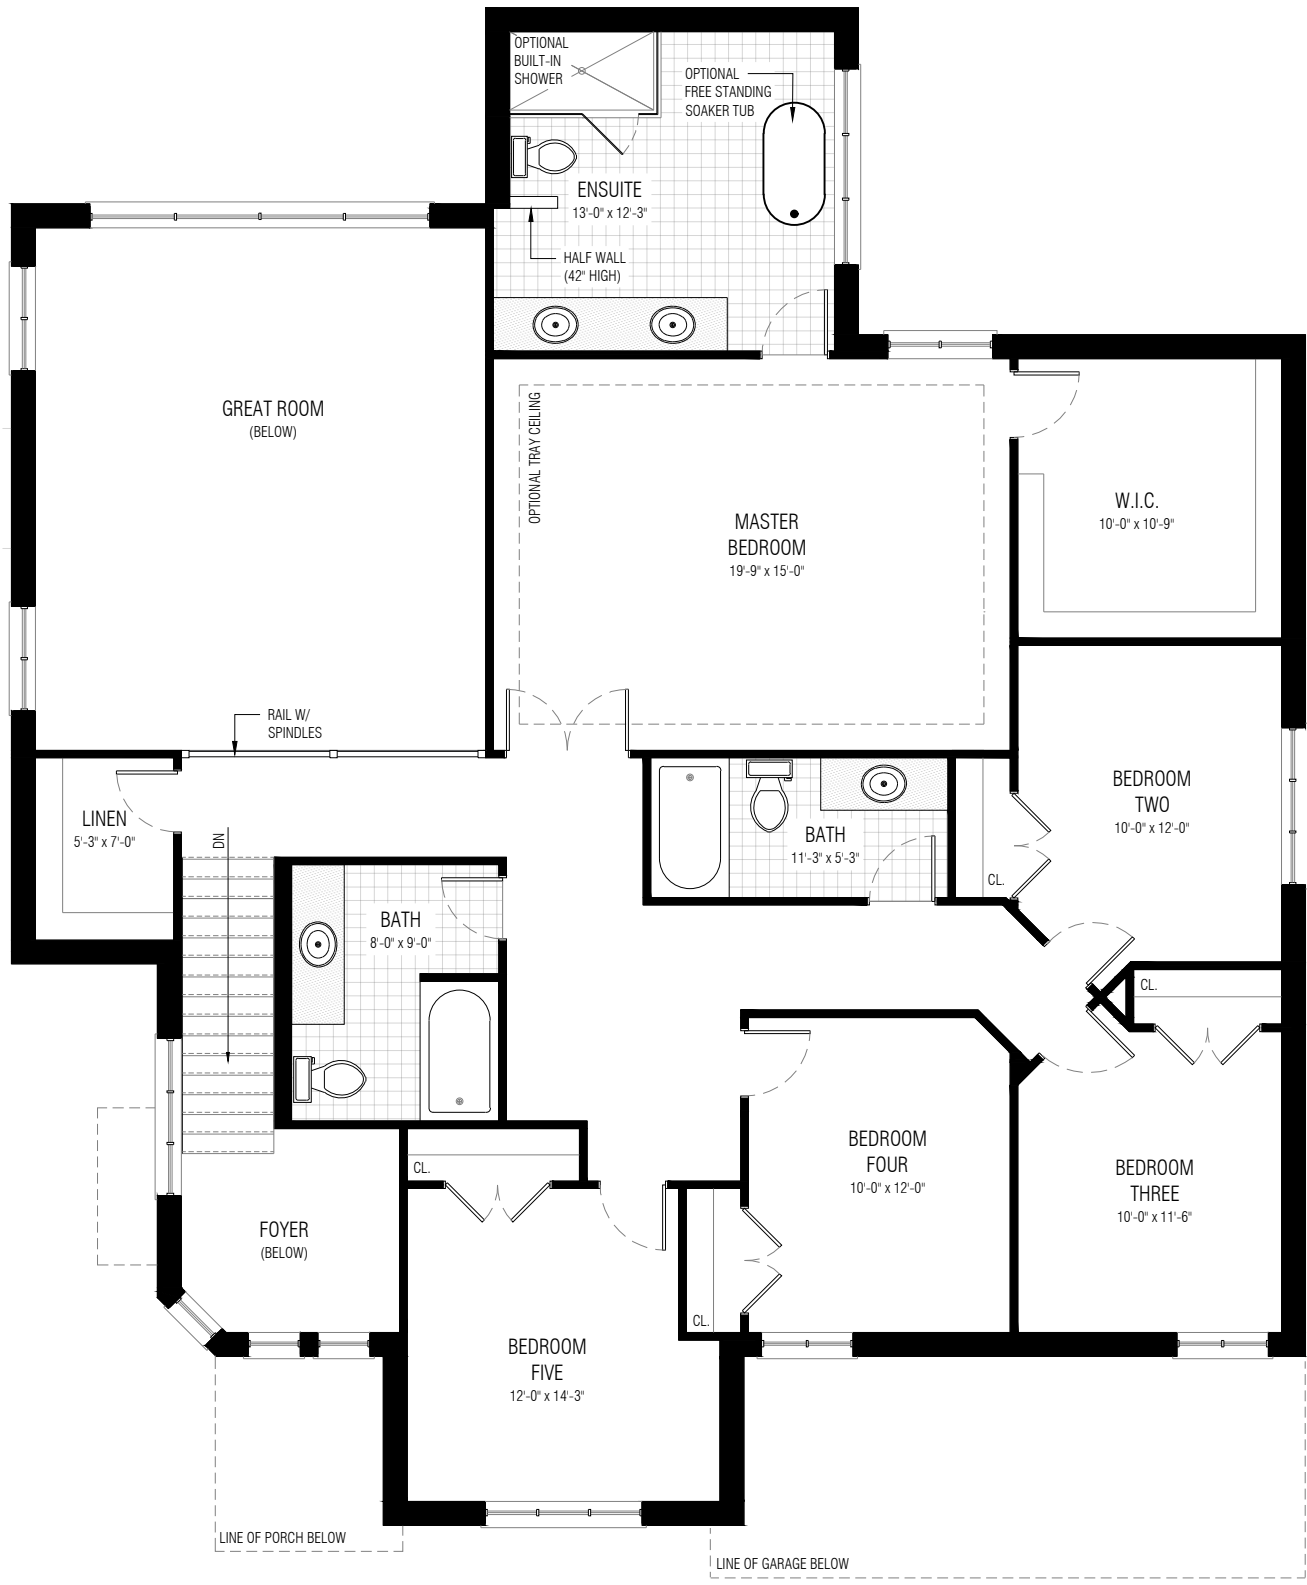 OPTIONAL
BUILT-IN
SHOWER
OPTIONAL
FREE STANDING
SOAKER TUB
ENSUITE
13'-0" x 12'-3"
HALF WALL
(42" HIGH)
GREAT ROOM
(BELOW)
OPTIONAL TRAY CEILING
MASTER
BEDROOM
19'-9" x 15'-0"
W.I.C.
10'-0" x 10'-9"
RAIL W/
SPINDLES
LINEN
5'-3" x 7'-0"
DN
BATH
11'-3" x 5'-3"
CL.
BEDROOM
TWO
10'-0" x 12'-0"
BATH
8'-0" x 9'-0"
CL.
CL.
FOYER
(BELOW)
BEDROOM
FOUR
10'-0" x 12'-0"
BEDROOM
THREE
10'-0" x 11'-6"
CL.
BEDROOM
FIVE
12'-0" x 14'-3"
LINE OF PORCH BELOW
LINE OF GARAGE BELOW